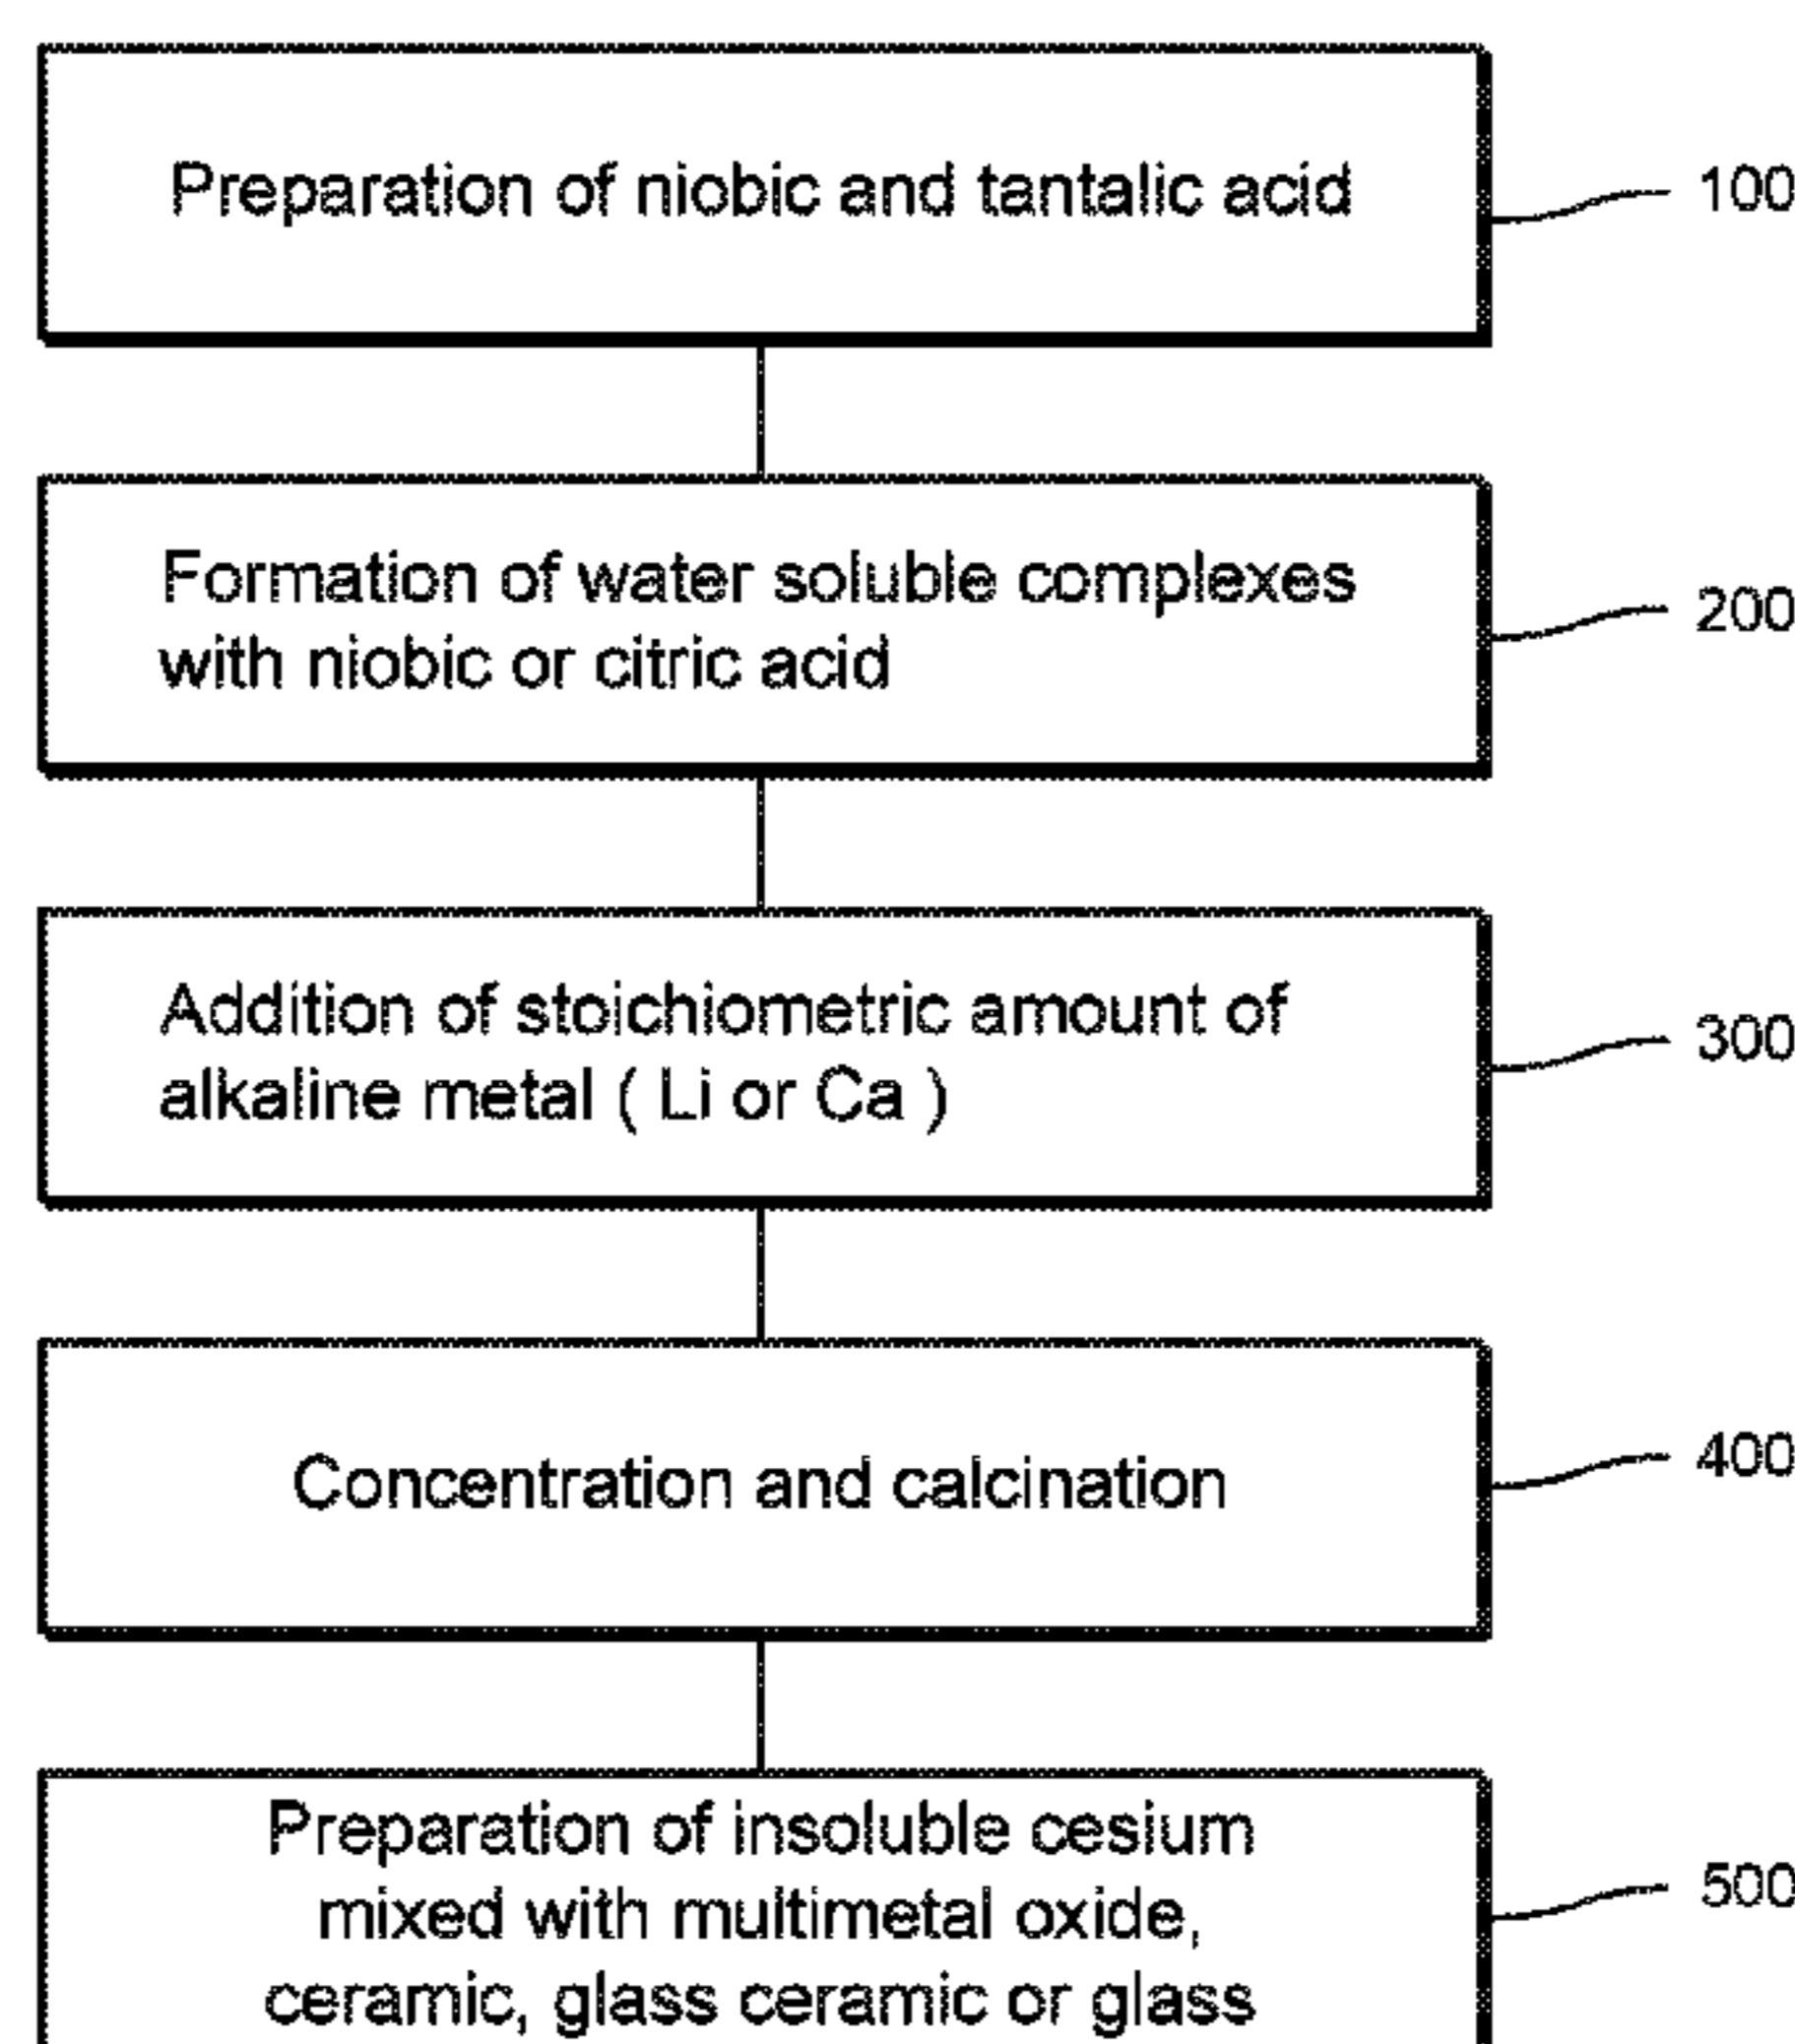 Preparation of niobic and tantalic acid
100
Formation of water soluble complexes
with niobic or citric acid
200
Addition of stoichiometric amount of
alkaline metal ( Li or Ca )
300
Concentration and calcination
400
Preparation of insoluble cesium
mixed with multimetal oxide,
ceramic, glass ceramic or glass
500